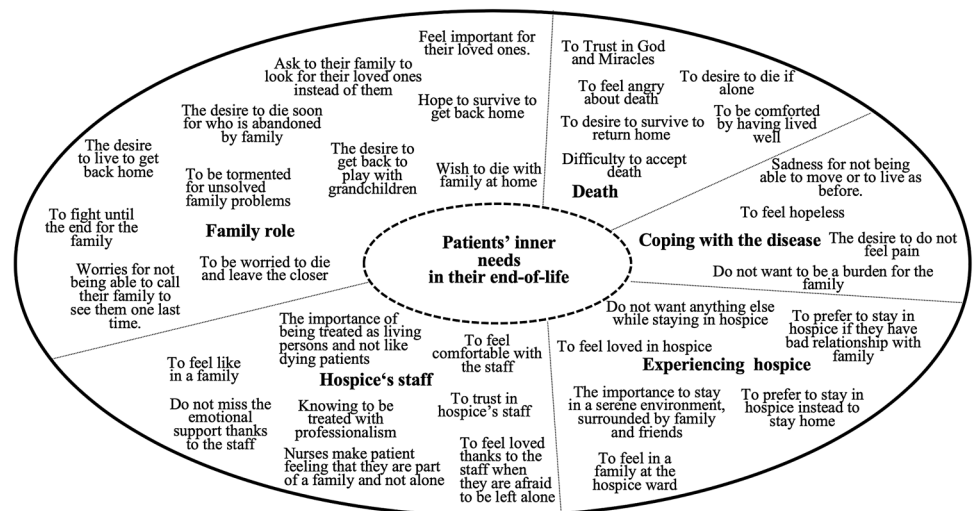 Feel important for
their loved ones.
Ask to their family to
look for their loved ones
instead of them
The desire to die soon
for who is abandoned
by family
Hope to survive to
get back home
The desire
to live to get
back home
To be tormented
for unsolved
family problems
The desire to
get back to
play with
grandchildren
Wish to die with
family at home
To fight until
the end for the
family
Family role
Worries for not
being able to call
their family to
see them one last
time.
To be worried to die
and leave the closer
To Trust in God
and Miracles
To feel angry
about death
To desire to die if
alone
To desire to survive to
return home
To be comforted
by having lived
well
Difficulty to accept
death
Death
Sadness for not being
able to move or to live as
before.
To feel hopeless
Coping with the disease
The desire to do not
feel pain
Do not want to be a burden for the
family
Patients' inner
needs
in their end-of-life
The importance of
being treated as living
persons and not like
dying patients
To feel
comfortable with
the staff
To feel like
in a family
Hospice‘s staff
Do not miss the
emotional
support thanks
to the staff
Knowing to be
treated with
professionalism
To trust in
hospice's staff
Nurses make patient
feeling that they are part
of a family and not alone
To feel loved
thanks to the
staff when
they are afraid
to be left alone
Do not want anything else
while staying in hospice
To prefer to stay in
hospice if they have
bad relationship with
family
To feel loved in hospice
Experiencing hospice
The importance to stay
in a serene environment,
surrounded by family
and friends
To prefer to stay in
hospice instead to
stay home
To feel in a
family at the
hospice ward